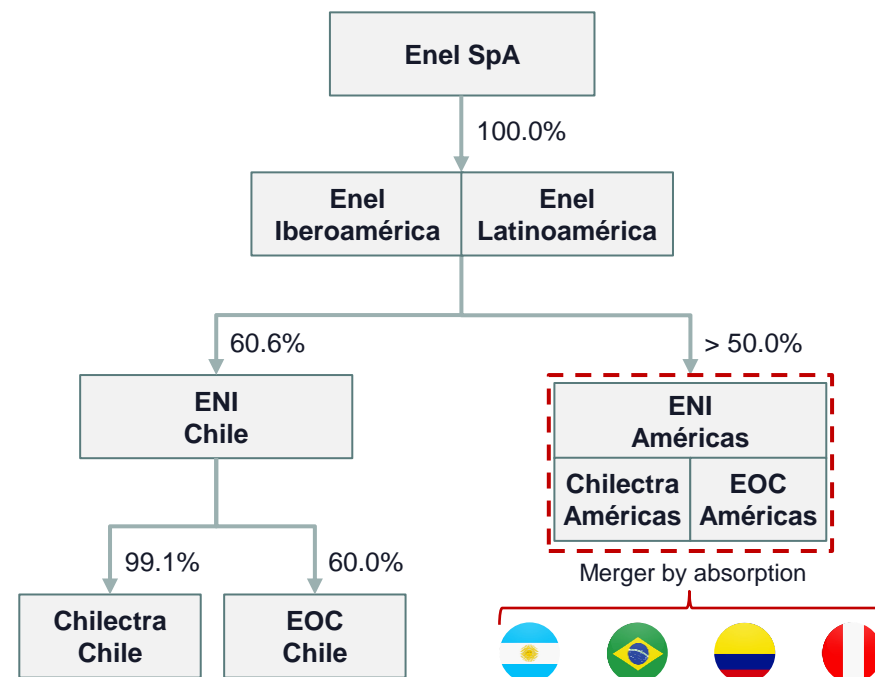 Enel SpA
100.0%
Enel
Iberoamérica
Enel
Latinoamérica
60.6%
> 50.0%
ENI
Chile
ENI
Américas
Chilectra
Américas
EOC
Américas
99.1%
60.0%
Merger by absorption
Chilectra
Chile
EOC
Chile